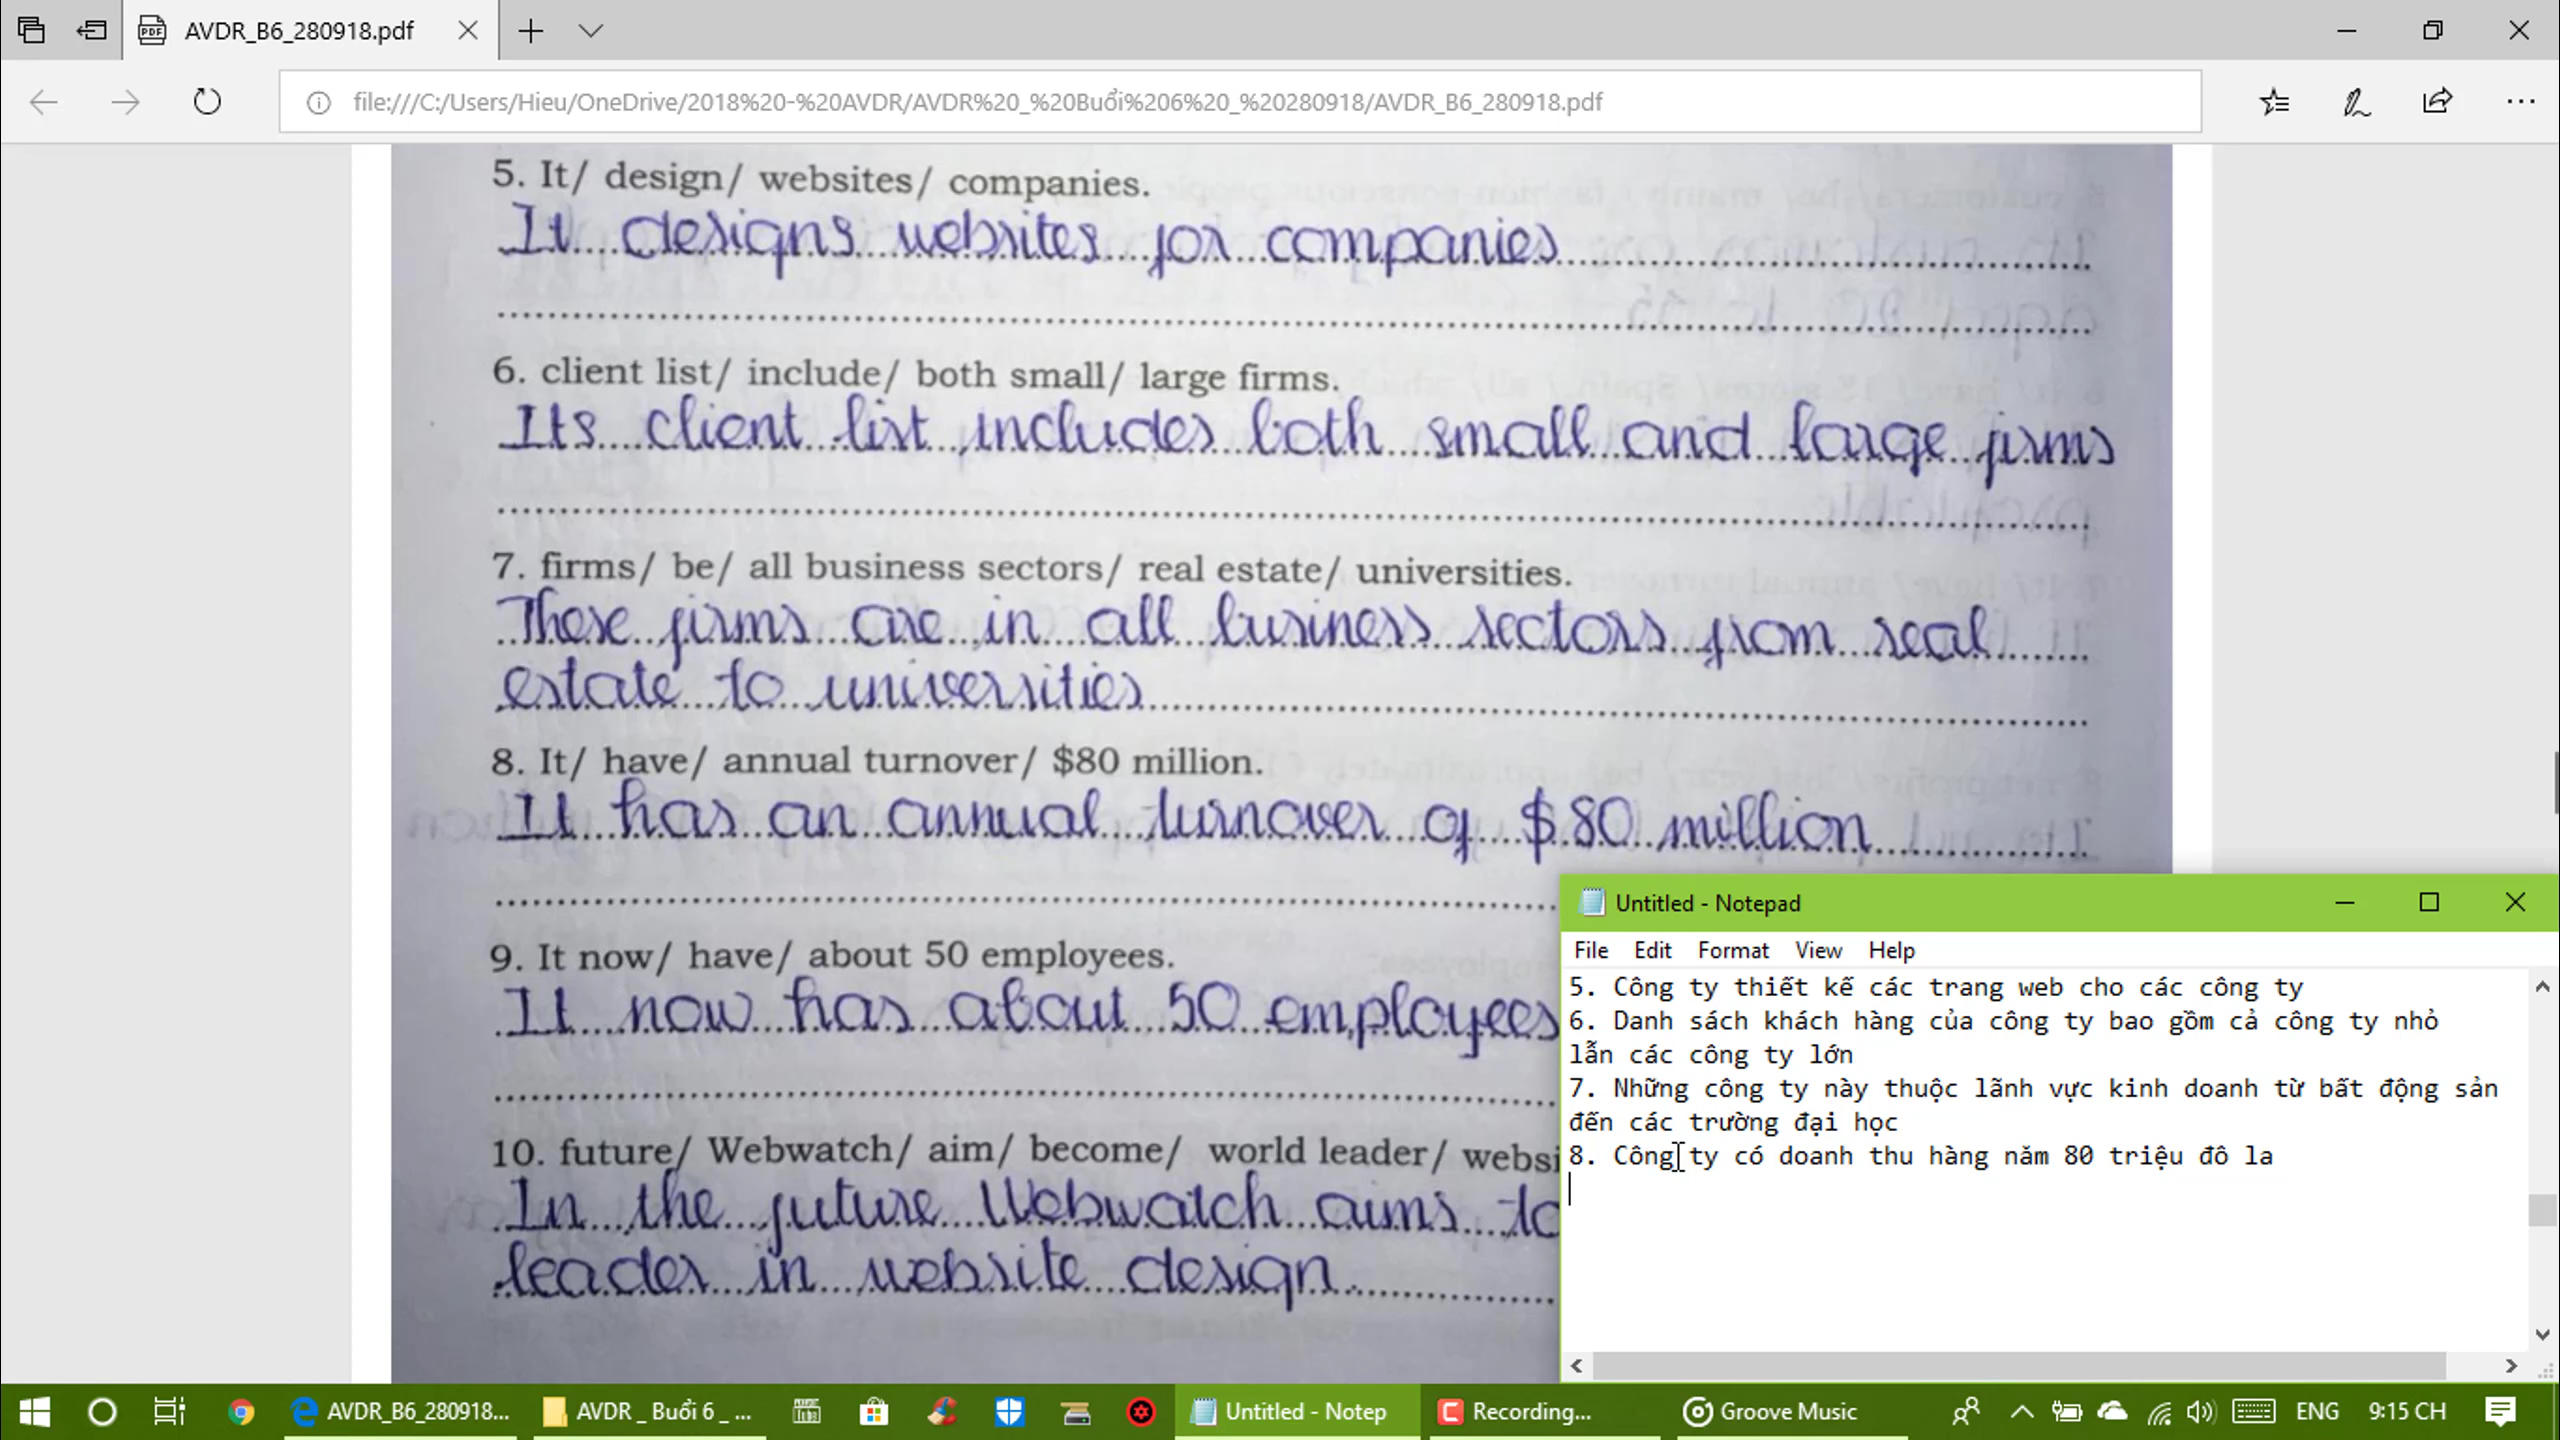 AVDR_B6_280918.pdf
file:///C:/Users/Hieu/OneDrive/2018%20-%20AVDR/AVDR%20_%20Buổi%206%20_%20280918/AVDR_B6_280918.pdf
5. It/ design/ websites/ companies.
It designs websites for companies
6. client list/ include/ both small/ large firms.
Its client list includes both small and large firms
7. firms/ be/ all business sectors/ real estate/ universities.
These firms are in all business sectors from real
estate to universities
8. It/ have/ annual turnover/ $80 million.
It has an annual turnover of $80 million
9. It now/ have/ about 50 employees.
It now has about 50 employees
10. future/ Webwatch/ aim/ become/ world leader/ websi
In the future Webwatch aims to
leader in website design
Untitled - Notepad
File Edit Format View Help
5. Công ty thiết kế các trang web cho các công ty
6. Danh sách khách hàng của công ty bao gồm cả công ty nhỏ
lẫn các công ty lớn
7. Những công ty này thuộc lãnh vực kinh doanh từ bất động sản
đến các trường đại học
8. Công ty có doanh thu hàng năm 80 triệu đô la
AVDR_B6_280918... AVDR _ Buổi 6 _ ... Untitled - Notep Recording... Groove Music ENG 9:15 CH